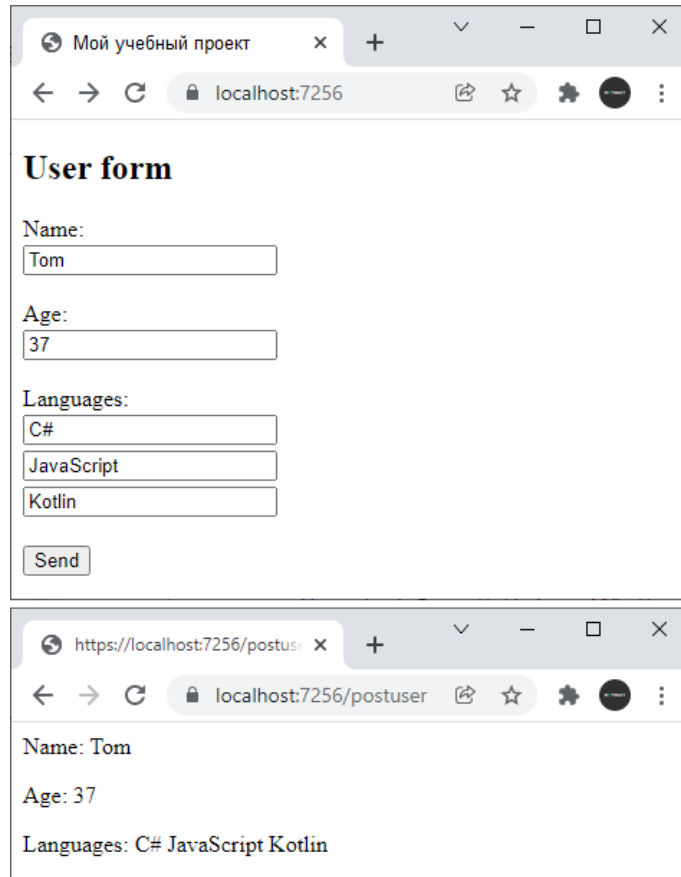 Мой учебный проект
localhost:7256
User form
Name:
Tom
Age:
37
Languages:
C#
JavaScript
Kotlin
Send
https://localhost:7256/postus
localhost:7256/postuser
Name: Tom
Age: 37
Languages: C# JavaScript Kotlin